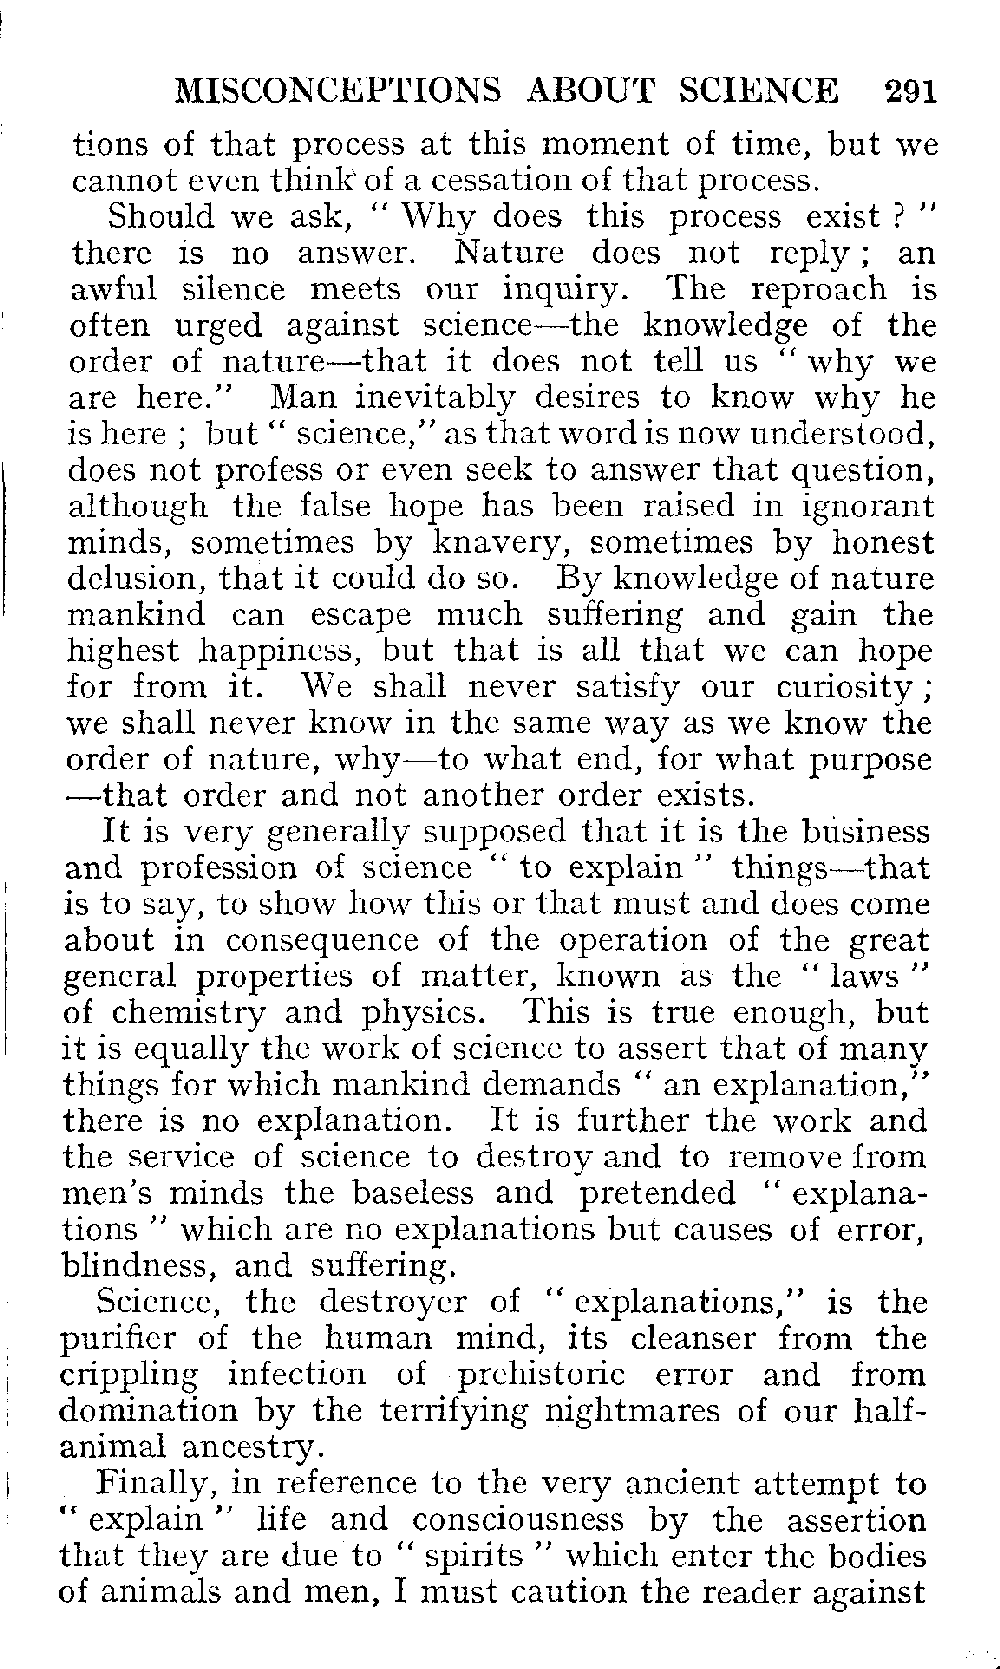 MISCONCEPTIONS ABOUT SCIENCE 291
tions of that process at this moment of time, but we
cannot even think of a cessation of that process.
Should we ask, “ Why does this process exist ? ”
there is no answer. Nature does not reply ; an
awful silence meets our inquiry. The reproach is
often urged against science—the knowledge of the
order of nature—that it does not tell us “ why we
are here.” Man inevitably desires to know why he
is here ; but “ science,” as that word is now understood,
does not profess or even seek to answer that question,
although the false hope has been raised in ignorant
minds, sometimes by knavery, sometimes by honest
delusion, that it could do so. By knowledge of nature
mankind can escape much suffering and gain the
highest happiness, but that is all that we can hope
for from it. We shall never satisfy our curiosity ;
we shall never know in the same way as we know the
order of nature, why—to what end, for what purpose
—that order and not another order exists.
It is very generally supposed that it is the business
and profession of science “ to explain ” things—that
is to say, to show how this or that must and does come
about in consequence of the operation of the great
general properties of matter, known as the “ laws ”
of chemistry and physics. This is true enough, but
it is equally the work of science to assert that of many
things for which mankind demands “ an explanation,”
there is no explanation. It is further the work and
the service of science to destroy and to remove from
men's minds the baseless and pretended “ explana-
tions ” which are no explanations but causes of error,
blindness, and suffering.
Science, the destroyer of “ explanations,” is the
purifier of the human mind, its cleanser from the
crippling infection of prehistoric error and from
domination by the terrifying nightmares of our half-
animal ancestry.
Finally, in reference to the very ancient attempt to
“ explain ” life and consciousness by the assertion
that they are due to “ spirits ” which enter the bodies
of animals and men, I must caution the reader against